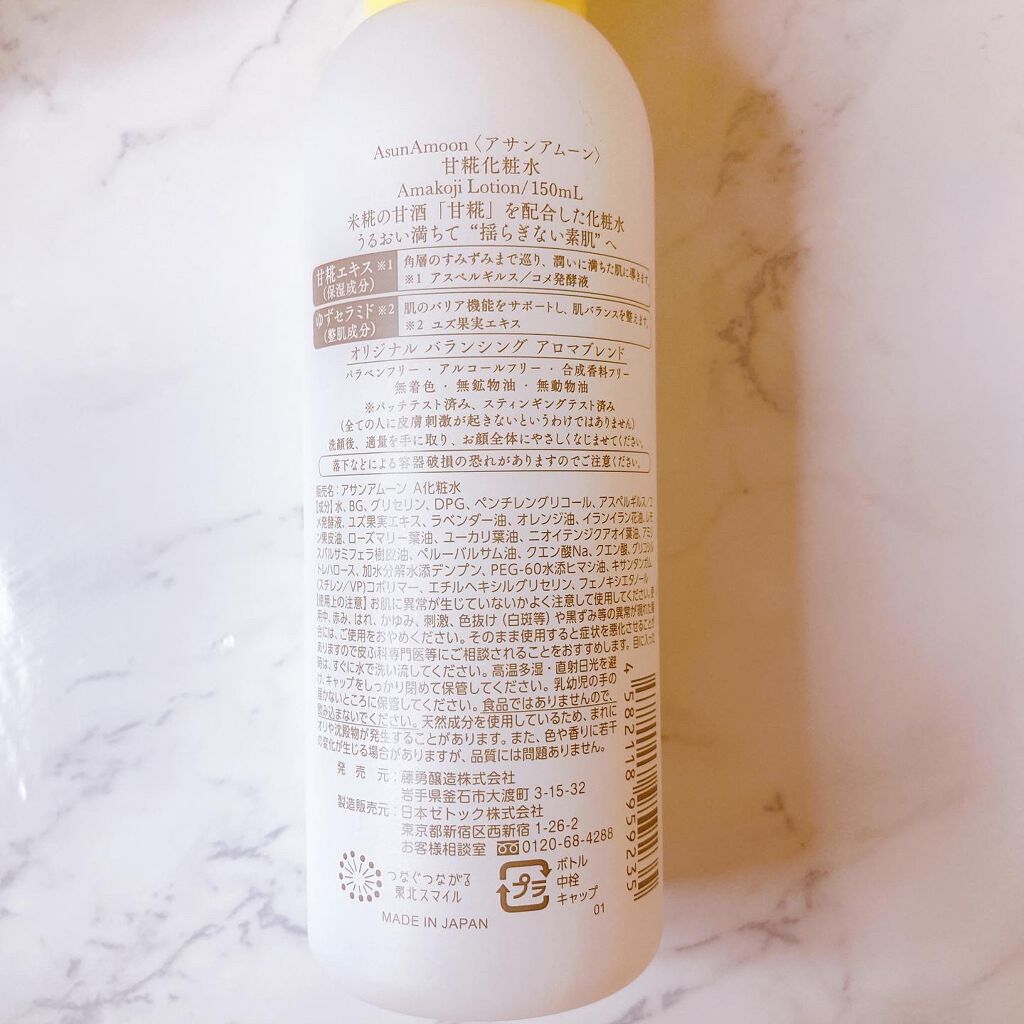 AsunAmoon〈アサンアムーン〉
甘糀化粧水
Amakoji Lotion/150mL
米糀の甘酒「甘糀」を配合した化粧水
うるおい満ちて “揺らぎない素肌”へ
甘糀エキス※1
(保湿成分)
角層のすみずみまで巡り、潤いに満ちた肌に導きます。
※1 アスペルギルス/コメ発酵液
ゆずセラミド※2
(整肌成分)
肌のバリア機能をサポートし、肌バランスを整えます。
※2 ユズ果実エキス
オリジナル バランシング アロマブレンド
パラベンフリー・アルコールフリー・合成香料フリー
無着色・無鉱物油・無動物油
※パッチテスト済み、スティンギングテスト済み
(全ての人に皮膚刺激が起きないというわけではありません)
洗顔後、適量を手に取り、お顔全体にやさしくなじませてください。
落下などによる容器破損の恐れがありますのでご注意ください。
販売名:アサンアムーン A化粧水
【成分】水、BG、グリセリン、DPG、ペンチレングリコール、アスペルギルス/コ
メ発酵液、ユズ果実エキス、ラベンダー油、オレンジ油、イランイラン花油、レモ
ン果皮油、ローズマリー葉油、ユーカリ葉油、ニオイテンジクアオイ葉油、アミリ
スバルサミフェラ樹皮油、ペルーバルサム油、クエン酸Na、クエン酸、グリコシル
トレハロース、加水分解水添デンプン、PEG-60水添ヒマシ油、キサンタンガム、
(スチレン/VP)コポリマー、エチルヘキシルグリセリン、フェノキシエタノール
【使用上の注意】お肌に異常が生じていないかよく注意して使用してください。使
用中、赤み、はれ、かゆみ、刺激、色抜け(白斑等)や黒ずみ等の異常が現れた場
合には、ご使用をおやめください。そのまま使用すると症状を悪化させることが
ありますので皮ふ科専門医等にご相談されることをおすすめします。目に入った
時は、すぐに水で洗い流してください。高温多湿・直射日光を避
け、キャップをしっかり閉めて保管してください。乳幼児の手の
届かないところに保管してください。食品ではありませんので、
飲み込まないでください。天然成分を使用しているため、まれに
オリや沈殿物が発生することがあります。また、色や香りに若干
の変化が生じる場合がありますが、品質には問題ありません。
発 売 元:藤勇醸造株式会社
岩手県釜石市大渡町 3-15-32
製造販売元:日本ゼトック株式会社
東京都新宿区西新宿 1-26-2
お客様相談室 0120-68-4288
つなぐつながる
東北スマイル
プラ
ボトル
中栓
キャップ
MADE IN JAPAN
01
4 582118 959235